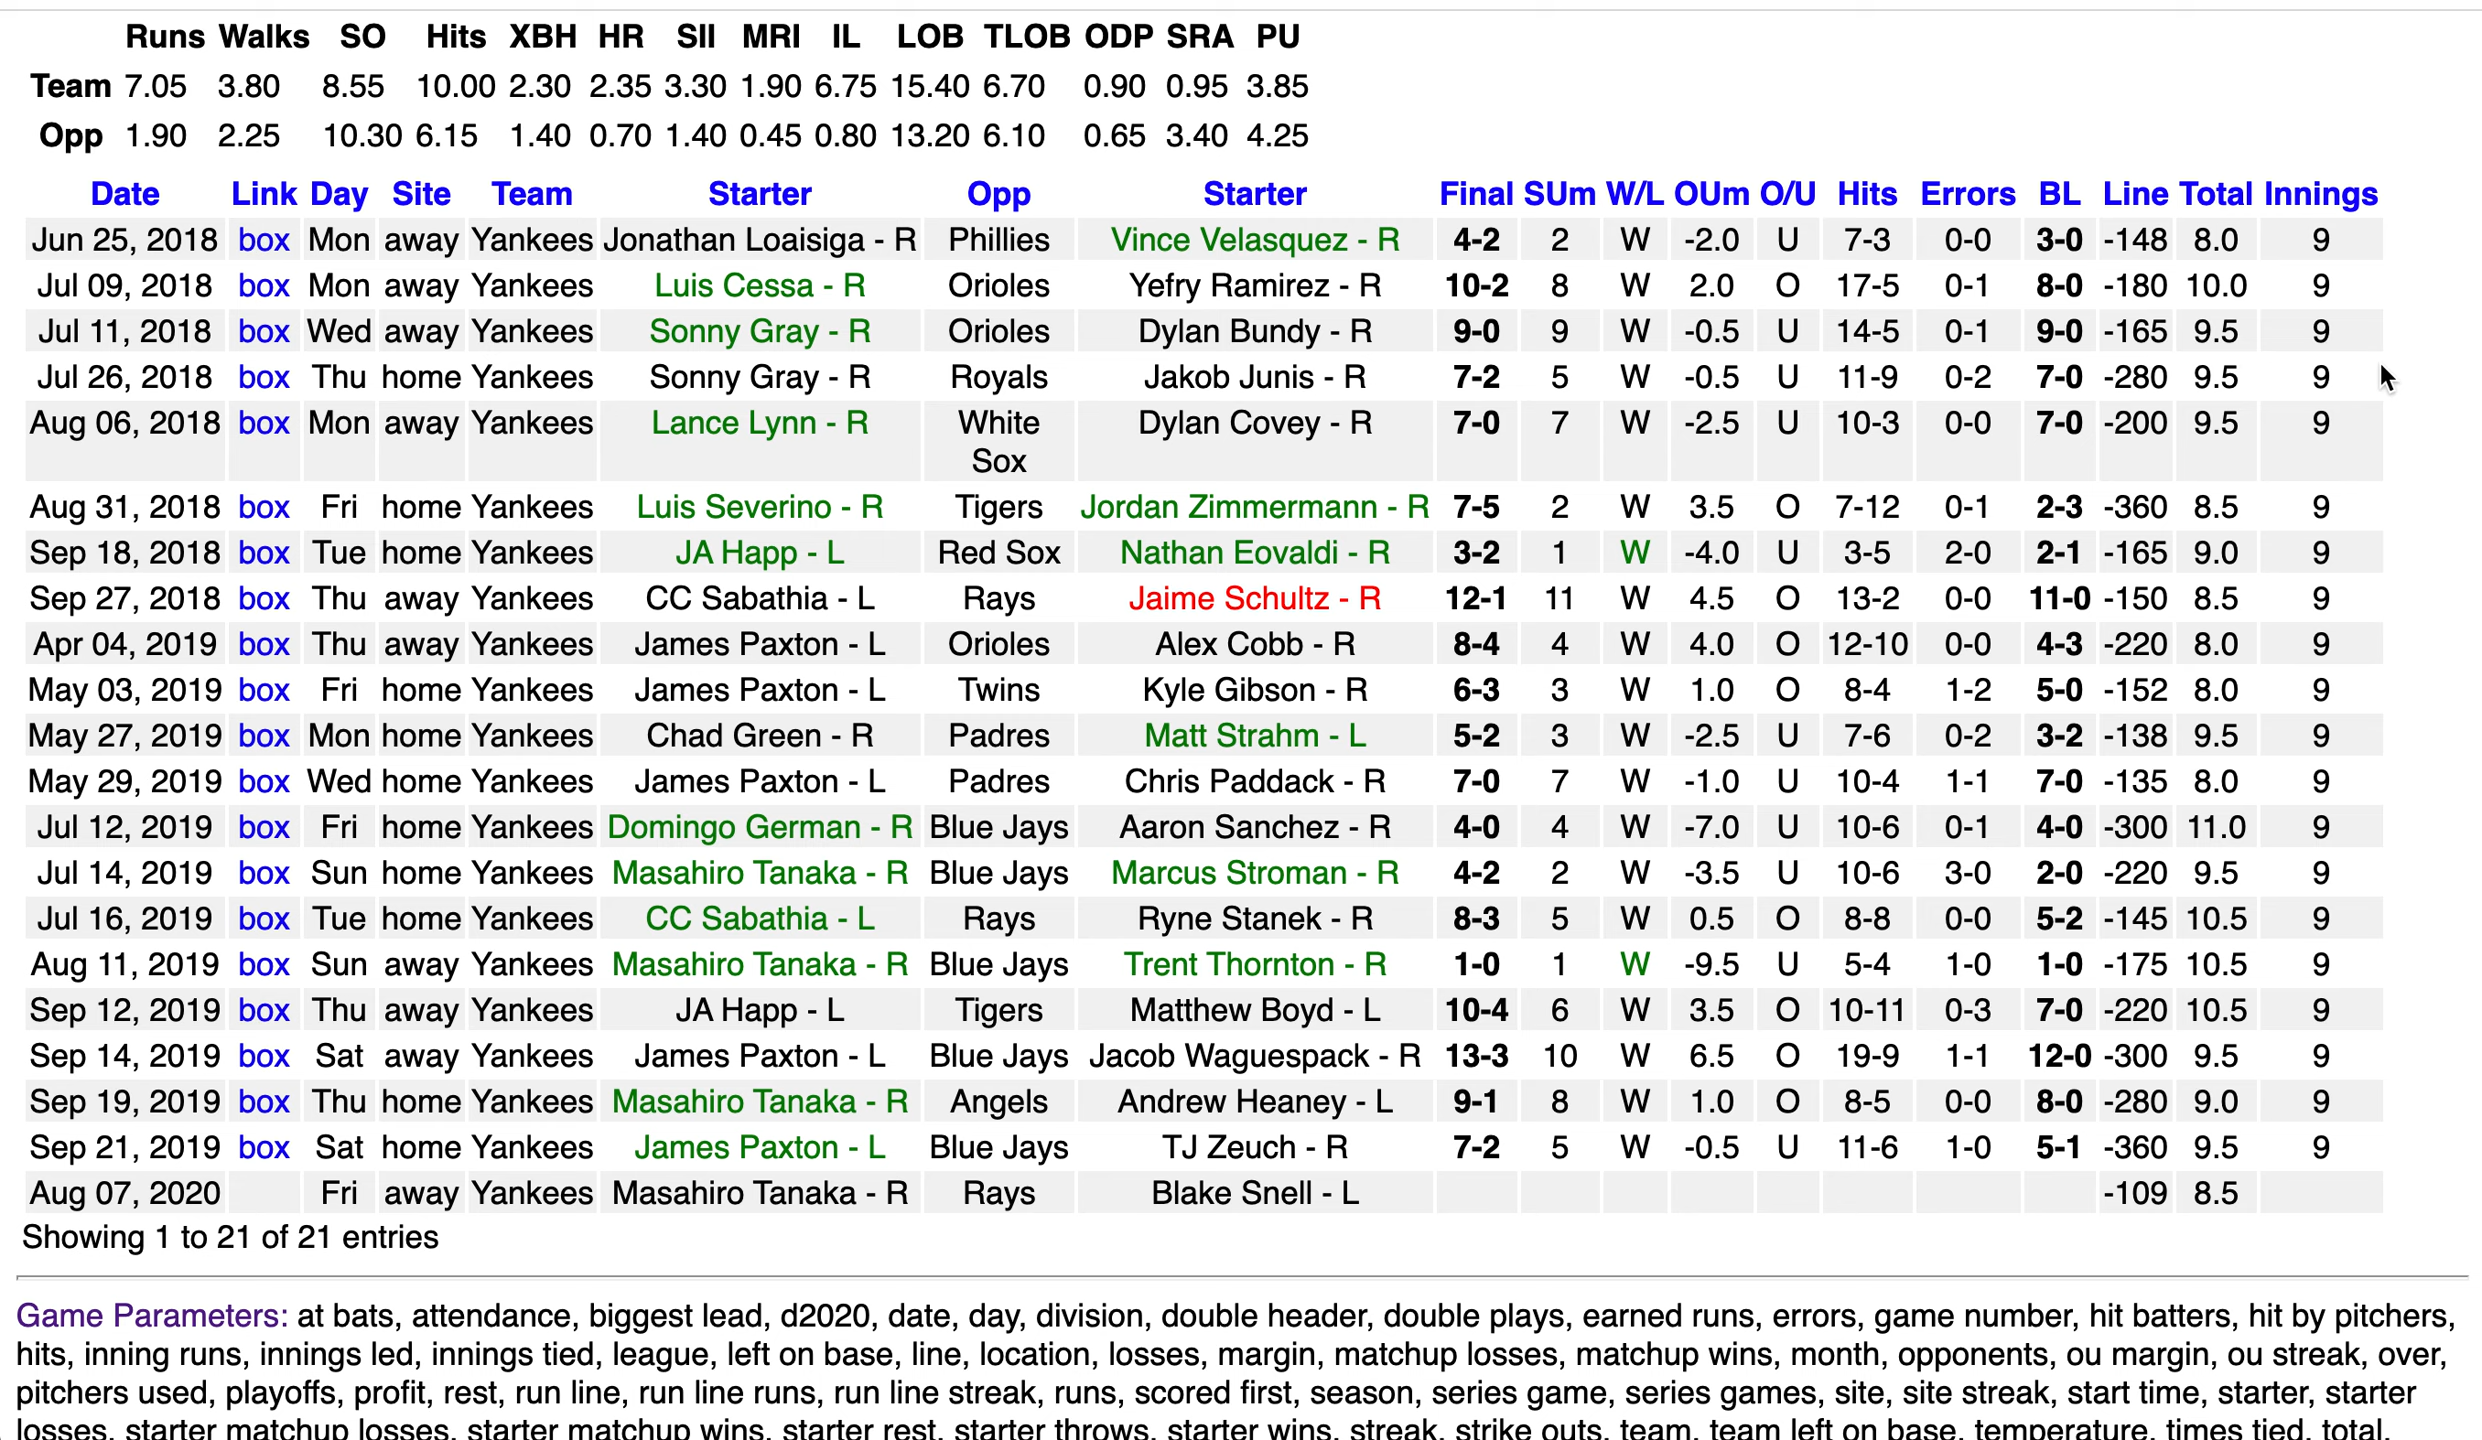 Runs Walks SO Hits XBH HR SII MRI IL LOB TLOB ODP SRA PU
Team 7.05 3.80 8.55 10.00 2.30 2.35 3.30 1.90 6.75 15.40 6.70 0.90 0.95 3.85
Opp 1.90 2.25 10.30 6.15 1.40 0.70 1.40 0.45 0.80 13.20 6.10 0.65 3.40 4.25
Date Link Day Site Team Starter Opp Starter Final SUm W/L OUm O/U Hits Errors BL Line Total Innings
Jun 25, 2018 box Mon away Yankees Jonathan Loaisiga - R Phillies Vince Velasquez - R 4-2 2 W -2.0 U 7-3 0-0 3-0 -148 8.0 9
Jul 09, 2018 box Mon away Yankees Luis Cessa - R Orioles Yefry Ramirez - R 10-2 8 W 2.0 O 17-5 0-1 8-0 -180 10.0 9
Jul 11, 2018 box Wed away Yankees Sonny Gray - R Orioles Dylan Bundy - R 9-0 9 W -0.5 U 14-5 0-1 9-0 -165 9.5 9
Jul 26, 2018 box Thu home Yankees Sonny Gray - R Royals Jakob Junis - R 7-2 5 W -0.5 U 11-9 0-2 7-0 -280 9.5 9
Aug 06, 2018 box Mon away Yankees Lance Lynn - R White Dylan Covey - R 7-0 7 W -2.5 U 10-3 0-0 7-0 -200 9.5 9
Sox
Aug 31, 2018 box Fri home Yankees Luis Severino - R Tigers Jordan Zimmermann - R 7-5 2 W 3.5 O 7-12 0-1 2-3 -360 8.5 9
Sep 18, 2018 box Tue home Yankees JA Happ - L Red Sox Nathan Eovaldi - R 3-2 1 W -4.0 U 3-5 2-0 2-1 -165 9.0 9
Sep 27, 2018 box Thu away Yankees CC Sabathia - L Rays Jaime Schultz - R 12-1 11 W 4.5 O 13-2 0-0 11-0 -150 8.5 9
Apr 04, 2019 box Thu away Yankees James Paxton - L Orioles Alex Cobb - R 8-4 4 W 4.0 O 12-10 0-0 4-3 -220 8.0 9
May 03, 2019 box Fri home Yankees James Paxton - L Twins Kyle Gibson - R 6-3 3 W 1.0 O 8-4 1-2 5-0 -152 8.0 9
May 27, 2019 box Mon home Yankees Chad Green - R Padres Matt Strahm - L 5-2 3 W -2.5 U 7-6 0-2 3-2 -138 9.5 9
May 29, 2019 box Wed home Yankees James Paxton - L Padres Chris Paddack - R 7-0 7 W -1.0 U 10-4 1-1 7-0 -135 8.0 9
Jul 12, 2019 box Fri home Yankees Domingo German - R Blue Jays Aaron Sanchez - R 4-0 4 W -7.0 U 10-6 0-1 4-0 -300 11.0 9
Jul 14, 2019 box Sun home Yankees Masahiro Tanaka - R Blue Jays Marcus Stroman - R 4-2 2 W -3.5 U 10-6 3-0 2-0 -220 9.5 9
Jul 16, 2019 box Tue home Yankees CC Sabathia - L Rays Ryne Stanek - R 8-3 5 W 0.5 O 8-8 0-0 5-2 -145 10.5 9
Aug 11, 2019 box Sun away Yankees Masahiro Tanaka - R Blue Jays Trent Thornton - R 1-0 1 W -9.5 U 5-4 1-0 1-0 -175 10.5 9
Sep 12, 2019 box Thu away Yankees JA Happ - L Tigers Matthew Boyd - L 10-4 6 W 3.5 O 10-11 0-3 7-0 -220 10.5 9
Sep 14, 2019 box Sat away Yankees James Paxton - L Blue Jays Jacob Waguespack - R 13-3 10 W 6.5 O 19-9 1-1 12-0 -300 9.5 9
Sep 19, 2019 box Thu home Yankees Masahiro Tanaka - R Angels Andrew Heaney - L 9-1 8 W 1.0 O 8-5 0-0 8-0 -280 9.0 9
Sep 21, 2019 box Sat home Yankees James Paxton - L Blue Jays TJ Zeuch - R 7-2 5 W -0.5 U 11-6 1-0 5-1 -360 9.5 9
Aug 07, 2020 Fri away Yankees Masahiro Tanaka - R Rays Blake Snell - L -109 8.5
Showing 1 to 21 of 21 entries
Game Parameters: at bats, attendance, biggest lead, d2020, date, day, division, double header, double plays, earned runs, errors, game number, hit batters, hit by pitchers,
hits, inning runs, innings led, innings tied, league, left on base, line, location, losses, margin, matchup losses, matchup wins, month, opponents, ou margin, ou streak, over,
pitchers used, playoffs, profit, rest, run line, run line runs, run line streak, runs, scored first, season, series game, series games, site, site streak, start time, starter, starter
losses, starter matchup losses, starter matchup wins, starter rest, starter throws, starter wins, streak, strike outs, team, team left on base, temperature, times tied, total,